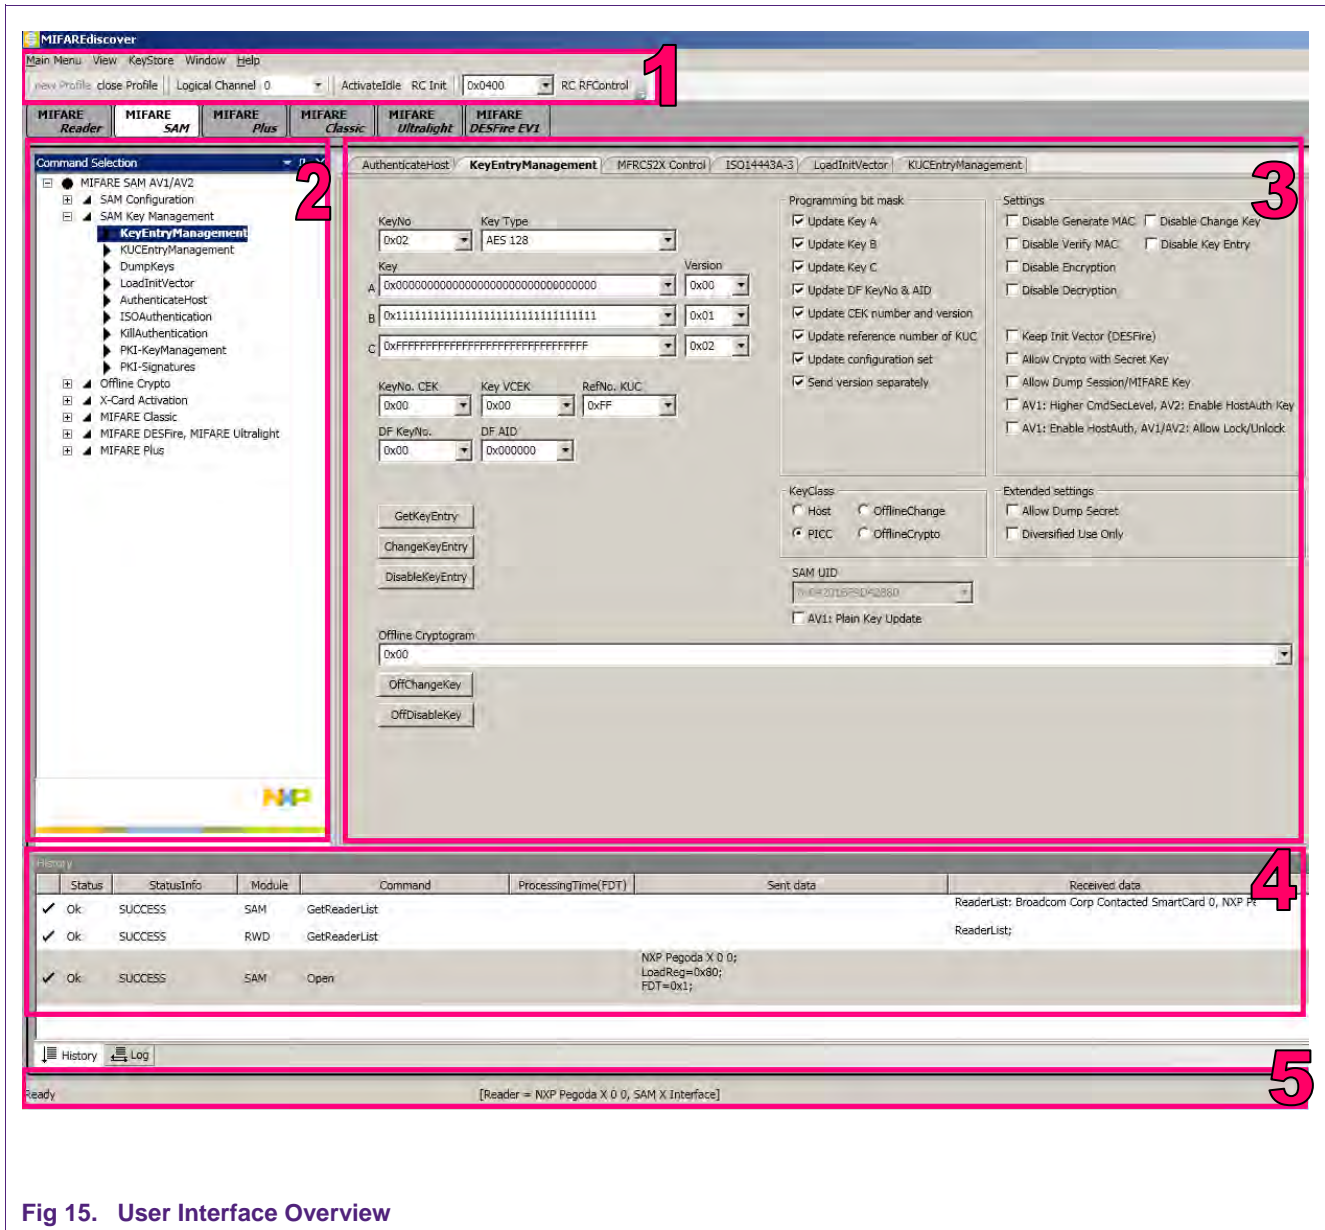 MIFAREdiscover
Main Menu View KeyStore Window Help
new Profile close Profile Logical Channel 0 ActivateIdle RC Init 0x0400 RC RFControl
1
MIFARE Reader MIFARE SAM MIFARE Plus MIFARE Classic MIFARE Ultralight MIFARE DESFire EV1
Command Selection
2
MIFARE SAM AV1/AV2
SAM Configuration
SAM Key Management
KeyEntryManagement
KUCEntryManagement
DumpKeys
LoadInitVector
AuthenticateHost
ISOAuthentication
KillAuthentication
PKI-KeyManagement
PKI-Signatures
Offline Crypto
X-Card Activation
MIFARE Classic
MIFARE DESFire, MIFARE Ultralight
MIFARE Plus
NXP
AuthenticateHost KeyEntryManagement MFRC52X Control ISO14443A-3 LoadInitVector KUCEntryManagement
3
KeyNo Key Type
0x02 AES 128
Key Version
A 0x00000000000000000000000000000000 0x00
B 0x11111111111111111111111111111111 0x01
C 0xFFFFFFFFFFFFFFFFFFFFFFFFFFFFFFFF 0x02
KeyNo. CEK Key VCEK RefNo. KUC
0x00 0x00 0xFF
DF KeyNo. DF AID
0x00 0x000000
GetKeyEntry
ChangeKeyEntry
DisableKeyEntry
Programming bit mask
Update Key A
Update Key B
Update Key C
Update DF KeyNo & AID
Update CEK number and version
Update reference number of KUC
Update configuration set
Send version separately
Settings
Disable Generate MAC Disable Change Key
Disable Verify MAC Disable Key Entry
Disable Encryption
Disable Decryption
Keep Init Vector (DESFire)
Allow Crypto with Secret Key
Allow Dump Session/MIFARE Key
AV1: Higher CmdSecLevel, AV2: Enable HostAuth Key
AV1: Enable HostAuth, AV1/AV2: Allow Lock/Unlock
KeyClass
Host OfflineChange
PICC OfflineCrypto
Extended settings
Allow Dump Secret
Diversified Use Only
SAM UID
AV1: Plain Key Update
Offline Cryptogram
0x00
OffChangeKey
OffDisableKey
History
4
Status StatusInfo Module Command ProcessingTime(FDT) Sent data Received data
Ok SUCCESS SAM GetReaderList ReaderList: Broadcom Corp Contacted SmartCard 0, NXP Pe
Ok SUCCESS RWD GetReaderList ReaderList;
Ok SUCCESS SAM Open NXP Pegoda X 0 0;
LoadReg=0x80;
FDT=0x1;
History Log
5
Ready [Reader = NXP Pegoda X 0 0, SAM X Interface]
Fig 15. User Interface Overview